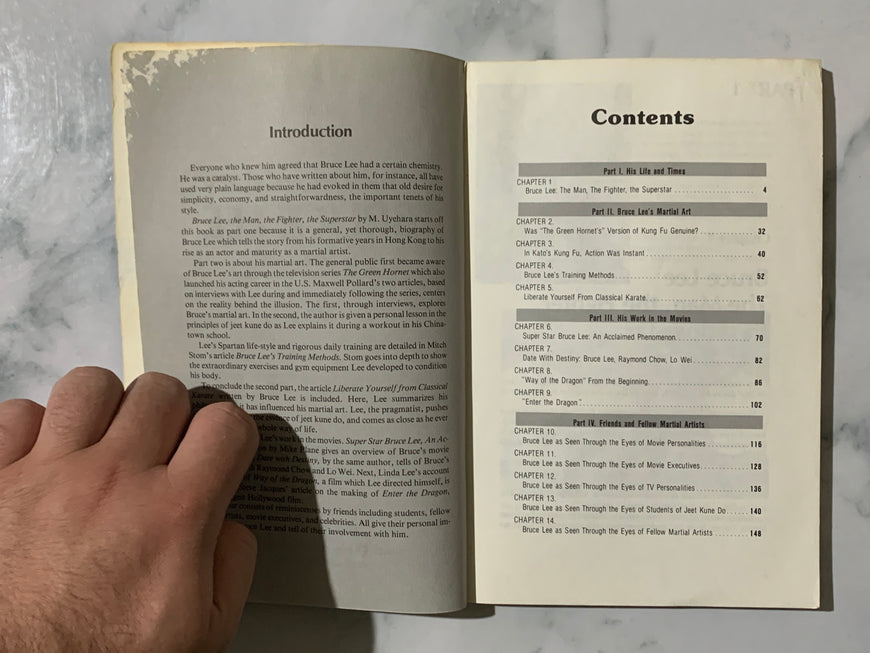 Introduction
Everyone who knew him agreed that Bruce Lee had a certain chemistry.
He was a catalyst. Those who have written about him, for instance, all have
used very plain language because he had evoked in them that old desire for
simplicity, economy, and straightforwardness, the important tenets of his
style.
Bruce Lee, the Man, the Fighter, the Superstar by M. Uyehara starts off
this book as part one because it is a general, yet thorough, biography of
Bruce Lee which tells the story from his formative years in Hong Kong to his
rise as an actor and maturity as a martial artist.
Part two is about his martial art. The general public first became aware
of Bruce Lee's art through the television series The Green Hornet which also
launched his acting career in the U.S. Maxwell Pollard's two articles, based
on interviews with Lee during and immediately following the series, centers
on the reality behind the illusion. The first, through interviews, explores
Bruce's martial art. In the second, the author is given a personal lesson in the
principles of jeet kune do as Lee explains it during a workout in his China-
town school.
Lee's Spartan life-style and rigorous daily training are detailed in Mitch
Stom's article Bruce Lee's Training Methods. Stom goes into depth to show
the extraordinary exercises and gym equipment Lee developed to condition
his body.
To conclude the second part, the article Liberate Yourself from Classical
Karate written by Bruce Lee is included. Here, Lee summarizes his
it has influenced his martial art. Lee, the pragmatist, pushes
of jeet kune do, and comes as close as he ever
whole way of life.
Lee's work in the movies. Super Star Bruce Lee, An Ac-
by Mike Plane gives an overview of Bruce's movie
Date with Destiny, by the same author, tells of Bruce's
Raymond Chow and Lo Wei. Next, Linda Lee's account
Way of the Dragon, a film which Lee directed himself, is
Jacques' article on the making of Enter the Dragon,
Hollywood film.
consists of reminiscences by friends including students, fellow
artists, movie executives, and celebrities. All give their personal im-
Lee and tell of their involvement with him.
Contents
Part I. His Life and Times
CHAPTER 1
Bruce Lee: The Man, The Fighter, the Superstar ........................ 4
Part II. Bruce Lee's Martial Art
CHAPTER 2.
Was "The Green Hornet's" Version of Kung Fu Genuine? ................. 32
CHAPTER 3.
In Kato's Kung Fu, Action Was Instant ................................ 40
CHAPTER 4.
Bruce Lee's Training Methods ......................................... 52
CHAPTER 5.
Liberate Yourself From Classical Karate. ............................. 62
Part III. His Work in the Movies
CHAPTER 6.
Super Star Bruce Lee: An Acclaimed Phenomenon. ....................... 70
CHAPTER 7.
Date With Destiny: Bruce Lee, Raymond Chow, Lo Wei ................... 82
CHAPTER 8.
"Way of the Dragon" From the Beginning. .............................. 86
CHAPTER 9.
"Enter the Dragon". .................................................. 102
Part IV. Friends and Fellow Martial Artists
CHAPTER 10.
Bruce Lee as Seen Through the Eyes of Movie Personalities ............ 116
CHAPTER 11.
Bruce Lee as Seen Through the Eyes of Movie Executives ............... 128
CHAPTER 12.
Bruce Lee as Seen Through the Eyes of TV Personalities ............... 136
CHAPTER 13.
Bruce Lee as Seen Through the Eyes of Students of Jeet Kune Do ....... 140
CHAPTER 14.
Bruce Lee as Seen Through the Eyes of Fellow Martial Artists ......... 148